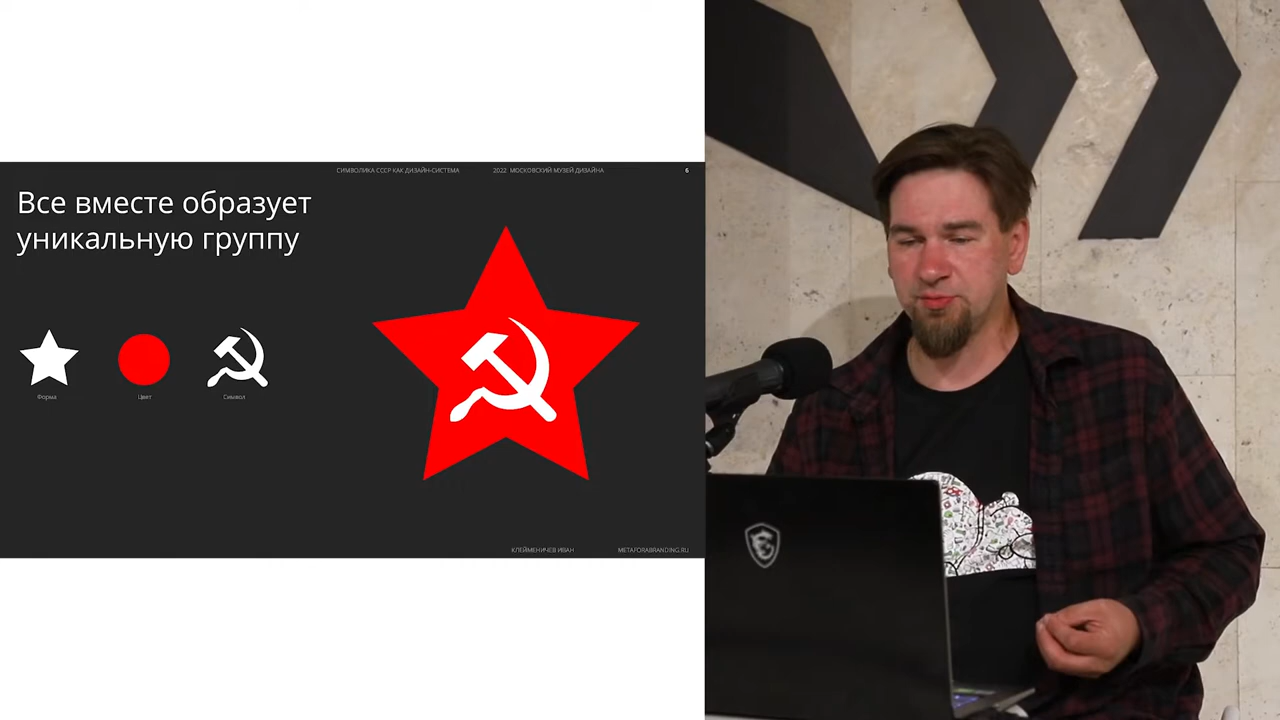 СИМВОЛИКА СССР КАК ДИЗАЙН-СИСТЕМА
2022 МОСКОВСКИЙ МУЗЕЙ ДИЗАЙНА
6
Все вместе образует
уникальную группу
Форма
Цвет
Символ
КЛЕЙМЕНИЧЕВ ИВАН
METAFORABRANDING.RU